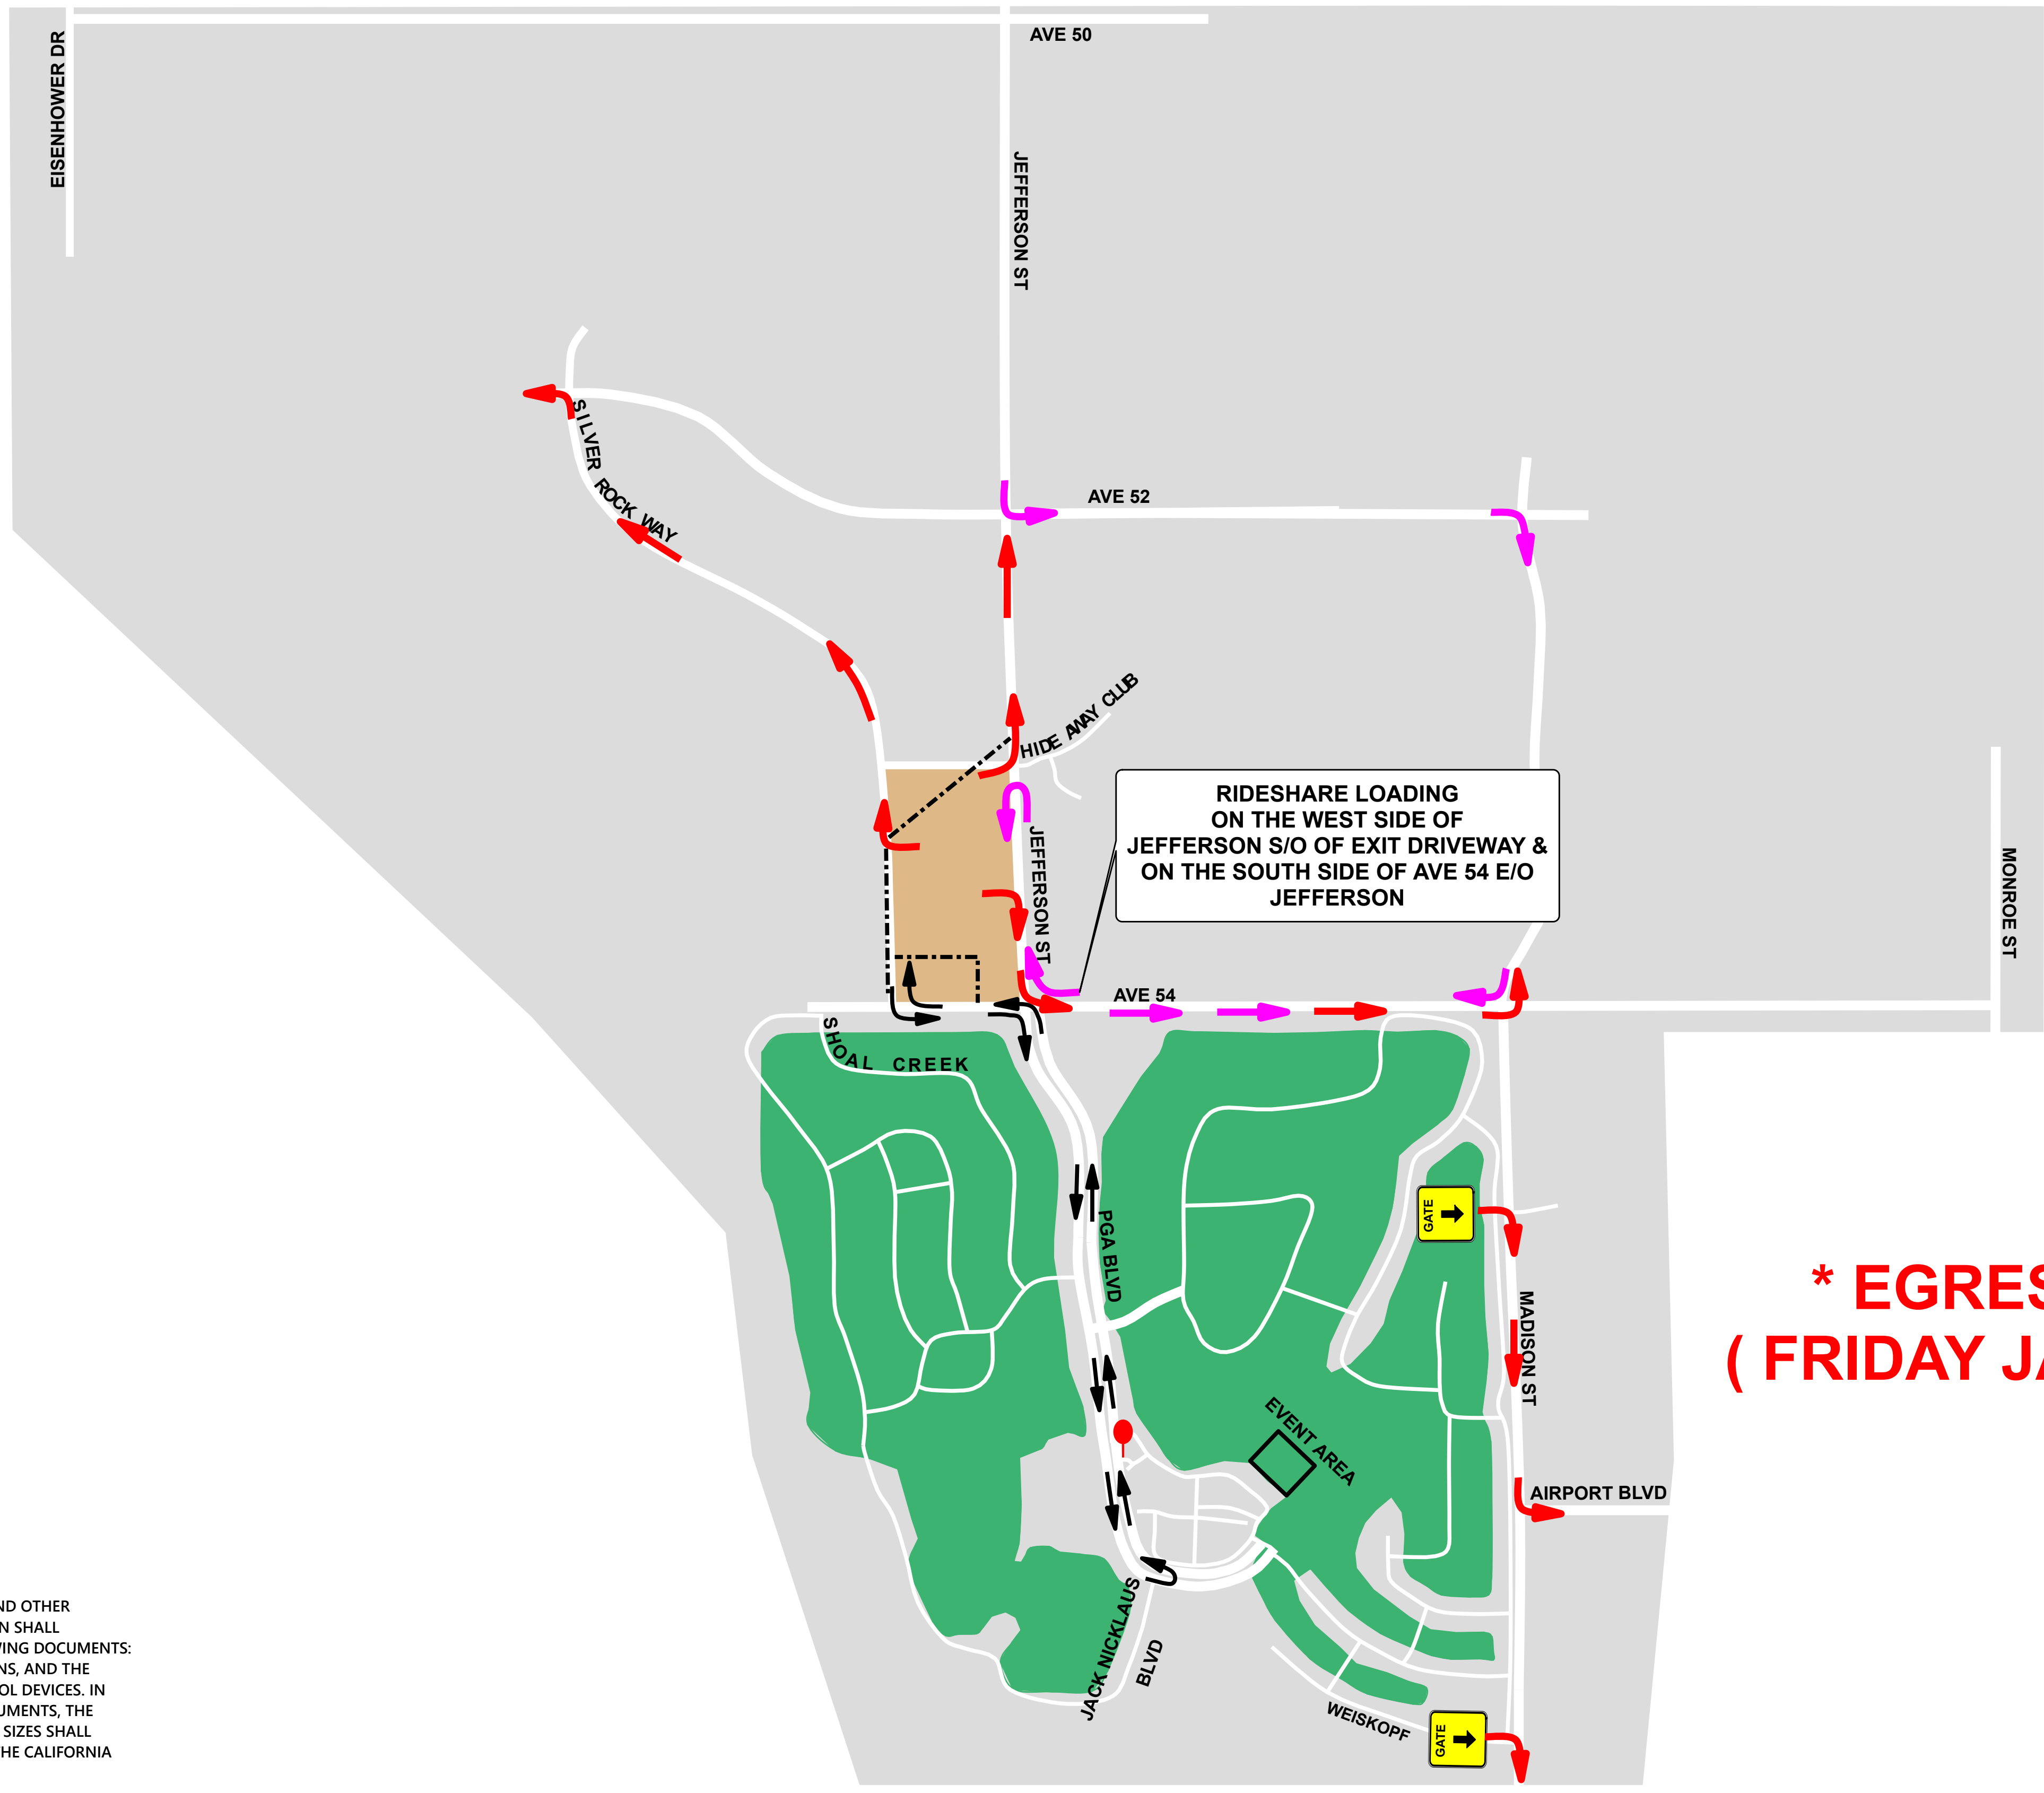 AVE 50
EISENHOWER DR
JEFFERSON ST
SILVER ROCK WAY
AVE 52
HIDE AWAY CLUB
RIDESHARE LOADING
ON THE WEST SIDE OF
JEFFERSON S/O OF EXIT DRIVEWAY &
ON THE SOUTH SIDE OF AVE 54 E/O
JEFFERSON
JEFFERSON ST
MONROE ST
AVE 54
SHOAL CREEK
GATE
PGA BLVD
MADISON ST
* EGRES
( FRIDAY JA
EVENT AREA
AIRPORT BLVD
JACK NICKLAUS
BLVD
WEISKOPF
GATE
ND OTHER
N SHALL
WING DOCUMENTS:
NS, AND THE
OL DEVICES. IN
UMENTS, THE
SIZES SHALL
THE CALIFORNIA